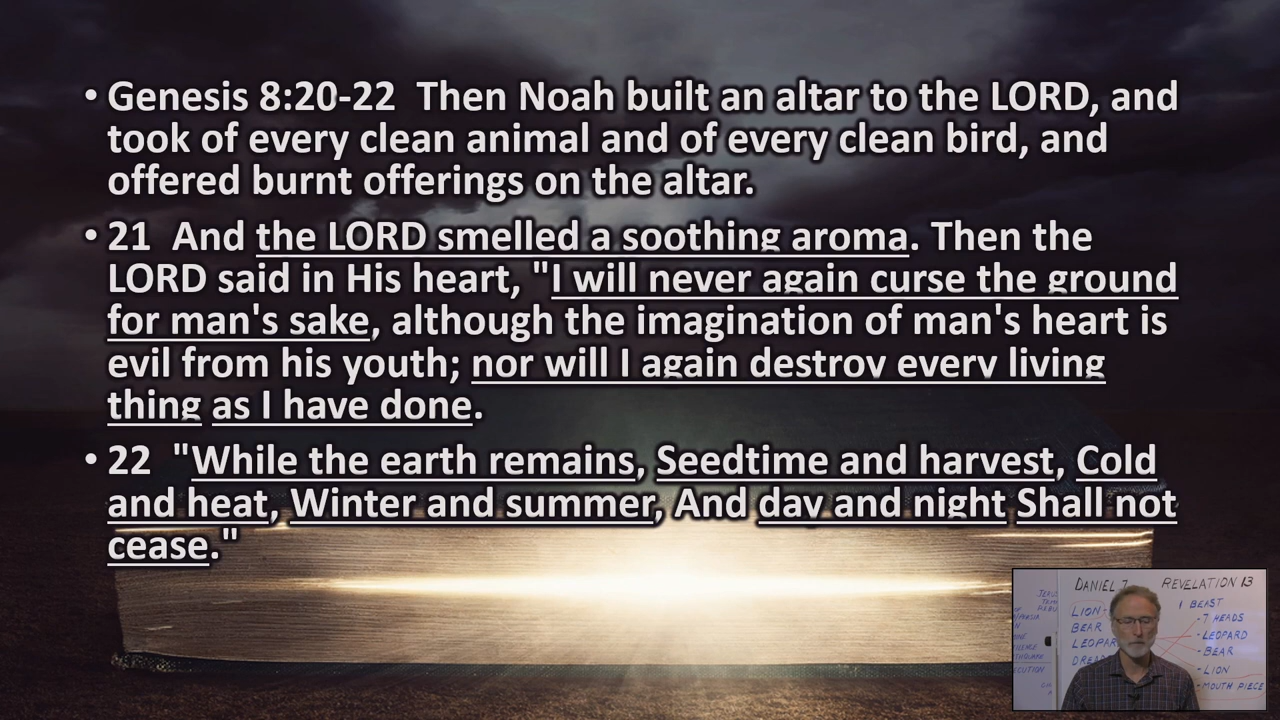 • Genesis 8:20-22 Then Noah built an altar to the LORD, and
took of every clean animal and of every clean bird, and
offered burnt offerings on the altar.
• 21 And the LORD smelled a soothing aroma. Then the
LORD said in His heart, "I will never again curse the ground
for man's sake, although the imagination of man's heart is
evil from his youth; nor will I again destroy every living
thing as I have done.
• 22 "While the earth remains, Seedtime and harvest, Cold
and heat, Winter and summer, And day and night Shall not
cease."
DANIEL 7 REVELATION 13
1 BEAST
LION
- 7 HEADS
BEAR
- LEOPARD
LEOPAR
- BEAR
- LION
- MOUTH PIECE